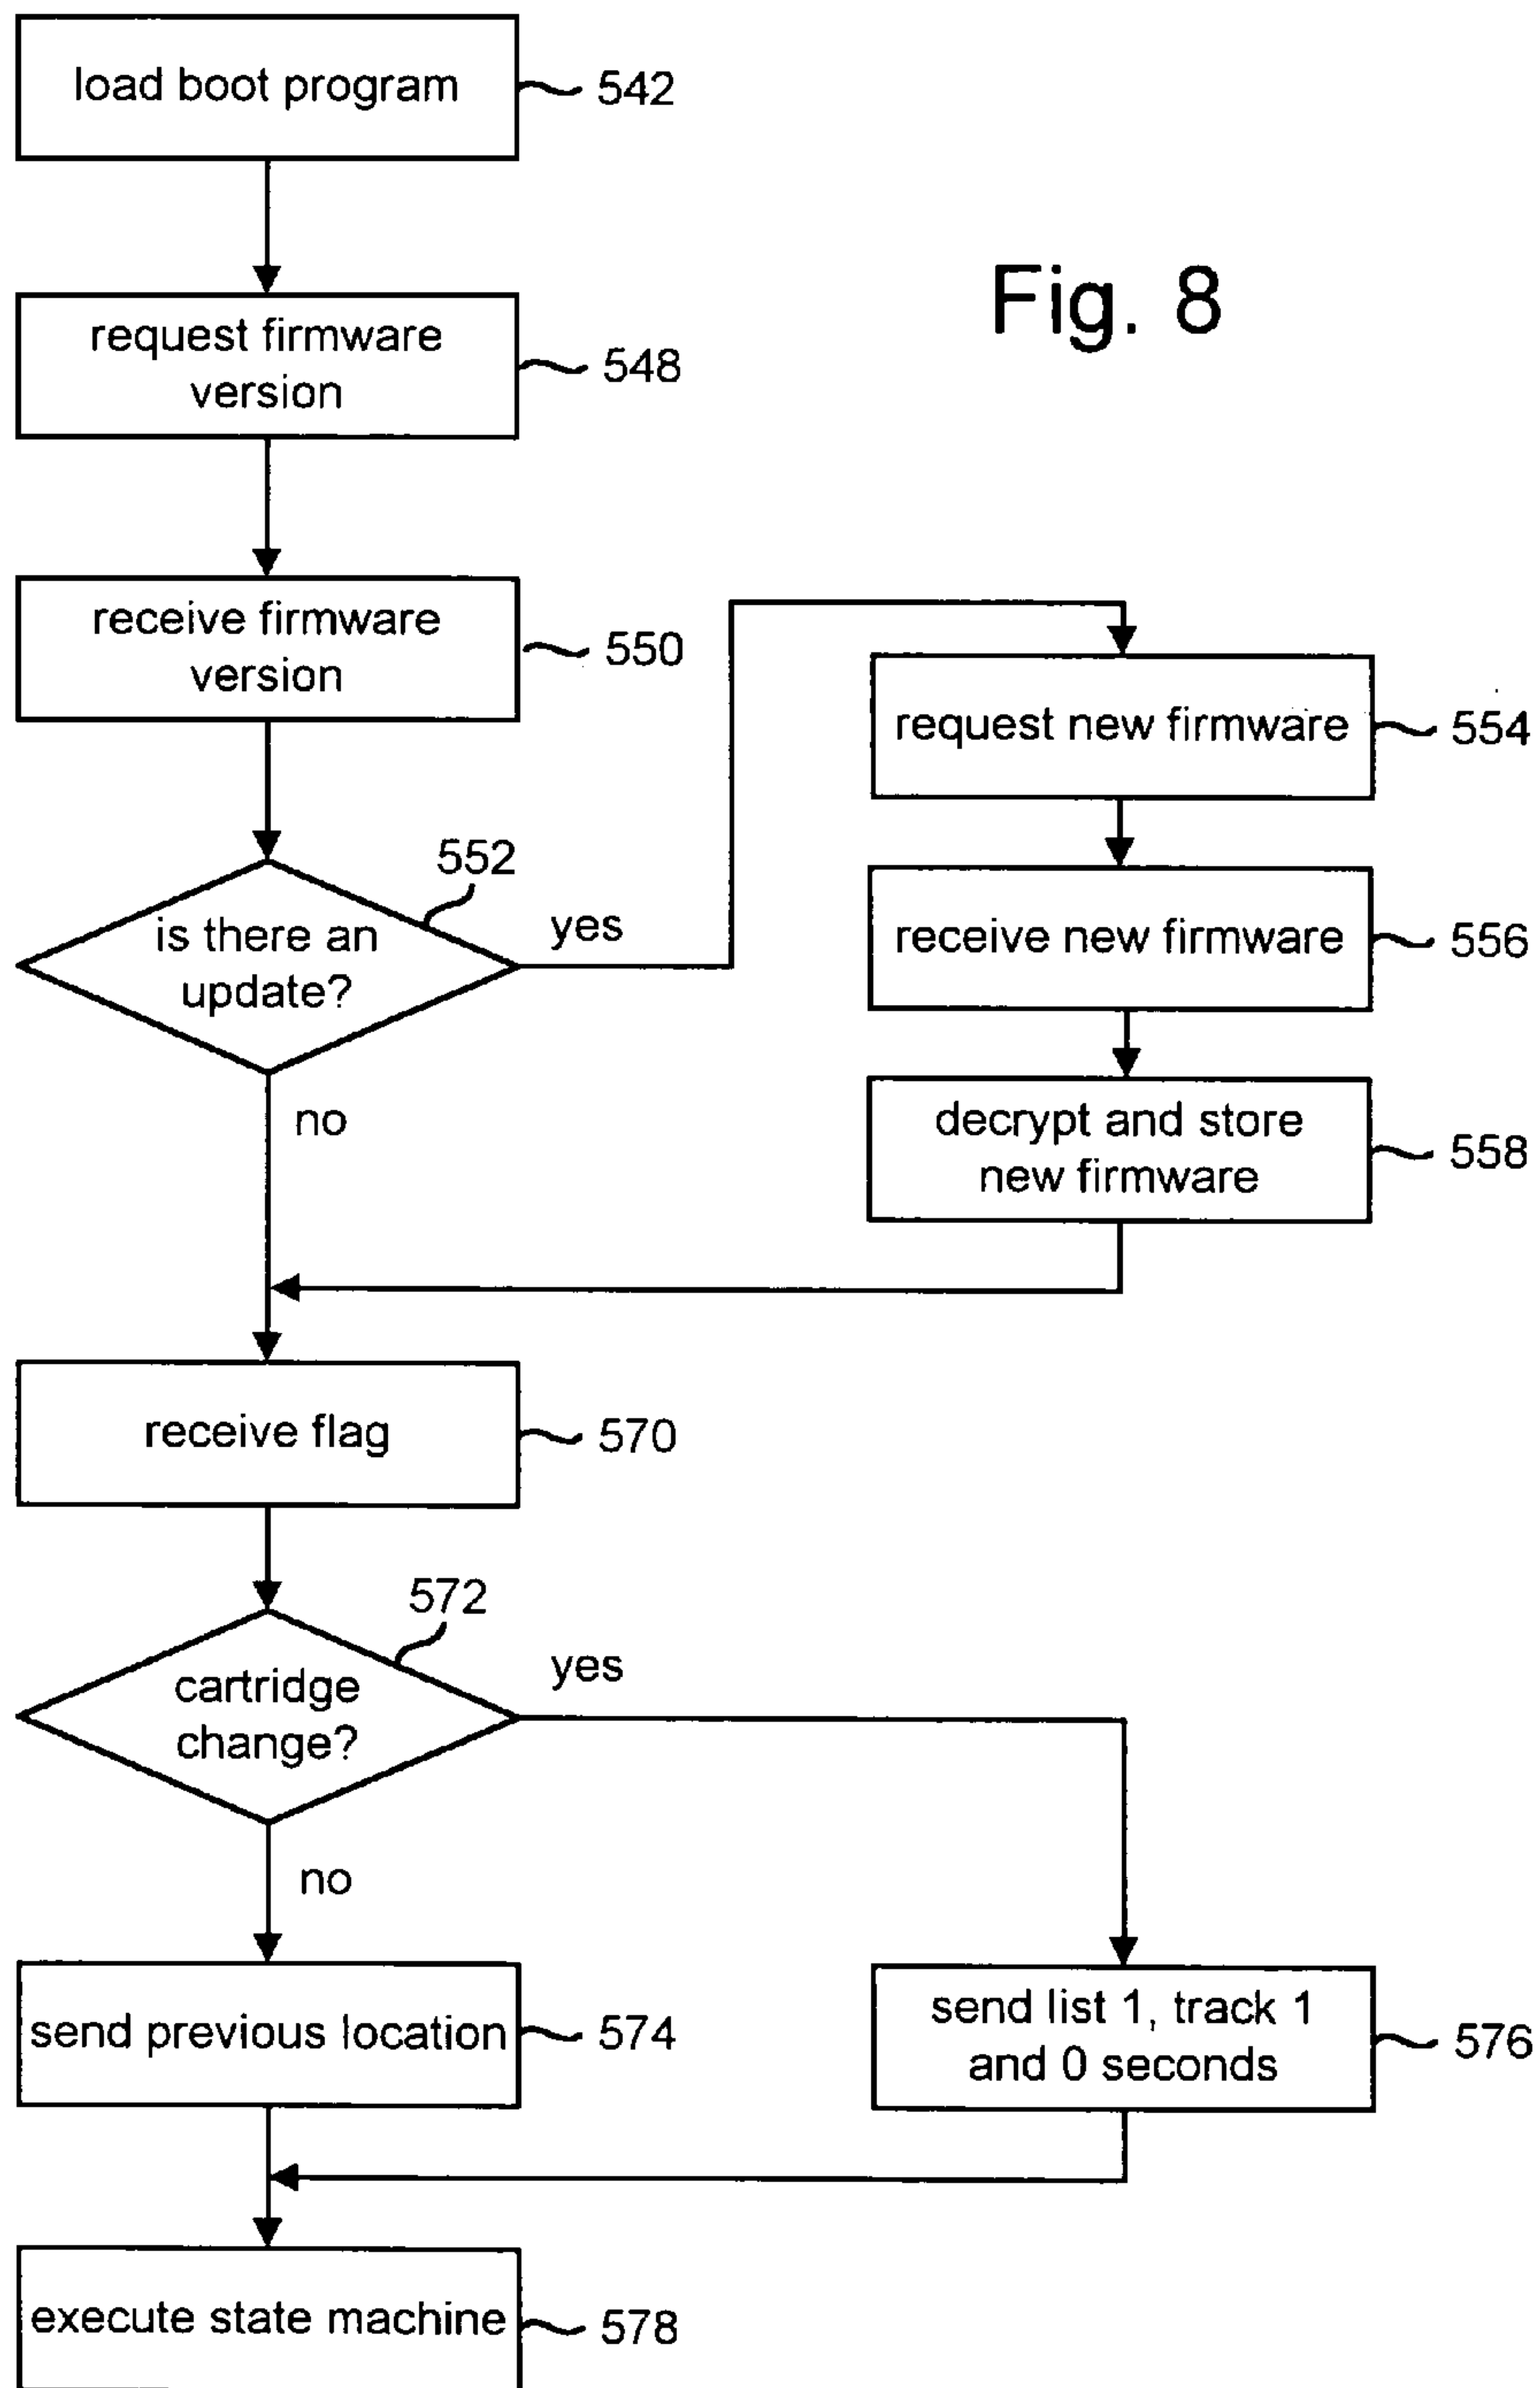 load boot program
542
Fig. 8
request firmware
version
548
receive firmware
version
550
request new firmware
554
552
is there an
update?
yes
no
receive new firmware
556
decrypt and store
new firmware
558
receive flag
570
572
cartridge
change?
yes
no
send previous location
574
send list 1, track 1
and 0 seconds
576
execute state machine
578